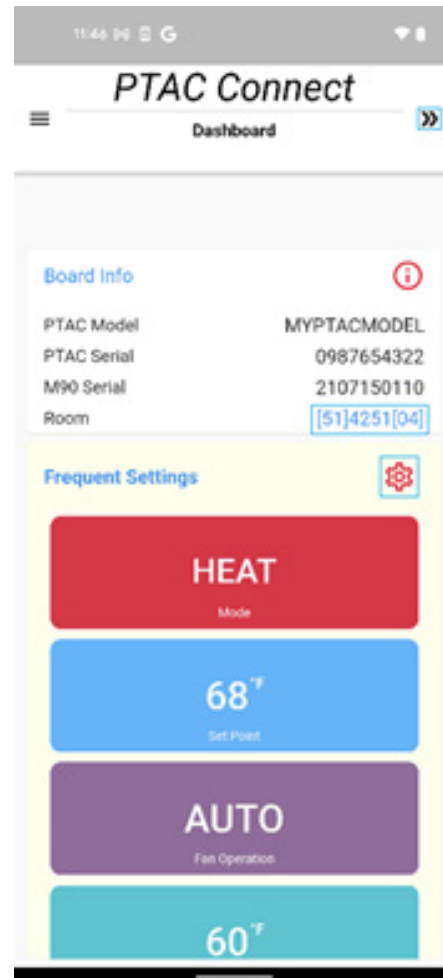 11:46 G
PTAC Connect
Dashboard
Board Info
PTAC Model MYPTACMODEL
PTAC Serial 0987654322
M90 Serial 2107150110
Room [51]4251[04]
Frequent Settings
HEAT
Mode
68°F
Set Point
AUTO
Fan Operation
60°F